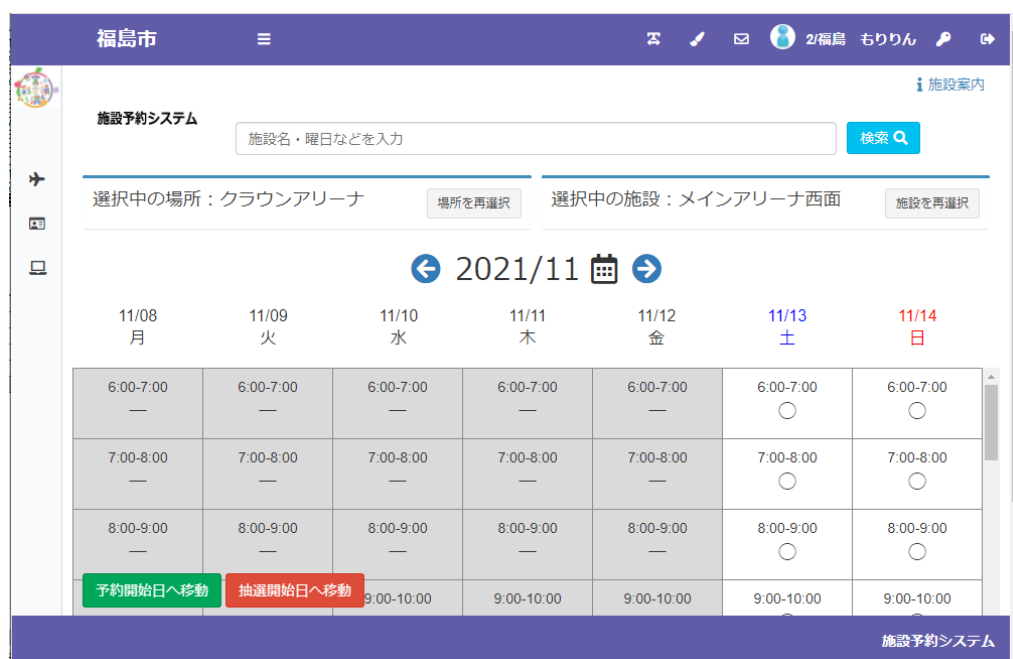 福島市 2/福島 もりりん
施設案内
施設予約システム
施設名・曜日などを入力 検索
選択中の場所：クラウンアリーナ 場所を再選択 選択中の施設：メインアリーナ西面 施設を再選択
2021/11
11/08 11/09 11/10 11/11 11/12 11/13 11/14
月 火 水 木 金 土 日
6:00-7:00 6:00-7:00 6:00-7:00 6:00-7:00 6:00-7:00 6:00-7:00 6:00-7:00
― ― ― ― ― ○ ○
7:00-8:00 7:00-8:00 7:00-8:00 7:00-8:00 7:00-8:00 7:00-8:00 7:00-8:00
― ― ― ― ― ○ ○
8:00-9:00 8:00-9:00 8:00-9:00 8:00-9:00 8:00-9:00 8:00-9:00 8:00-9:00
― ― ― ― ― ○ ○
予約開始日へ移動 抽選開始日へ移動 9:00-10:00 9:00-10:00 9:00-10:00 9:00-10:00 9:00-10:00
施設予約システム